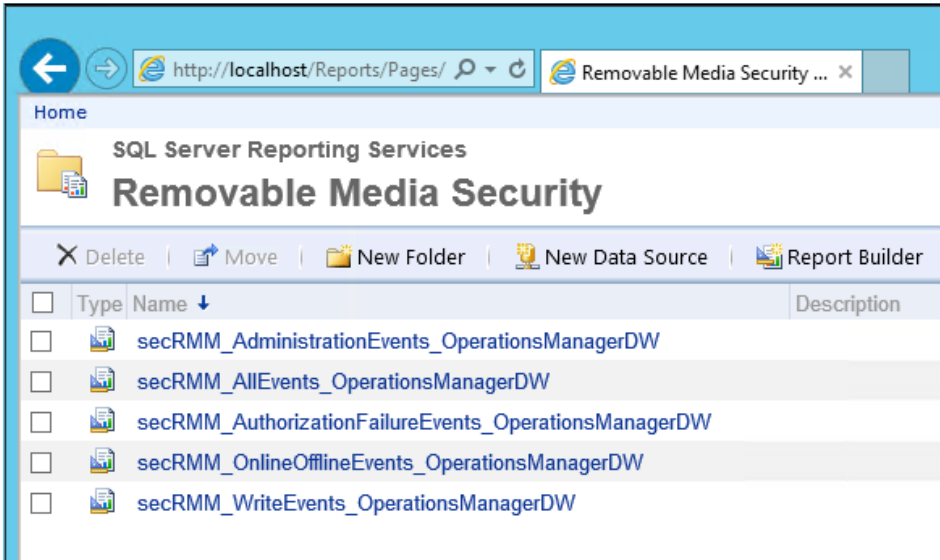 http://localhost/Reports/Pages/
Removable Media Security ...
Home
SQL Server Reporting Services
Removable Media Security
Delete
Move
New Folder
New Data Source
Report Builder
Type Name Description
secRMM_AdministrationEvents_OperationsManagerDW
secRMM_AllEvents_OperationsManagerDW
secRMM_AuthorizationFailureEvents_OperationsManagerDW
secRMM_OnlineOfflineEvents_OperationsManagerDW
secRMM_WriteEvents_OperationsManagerDW